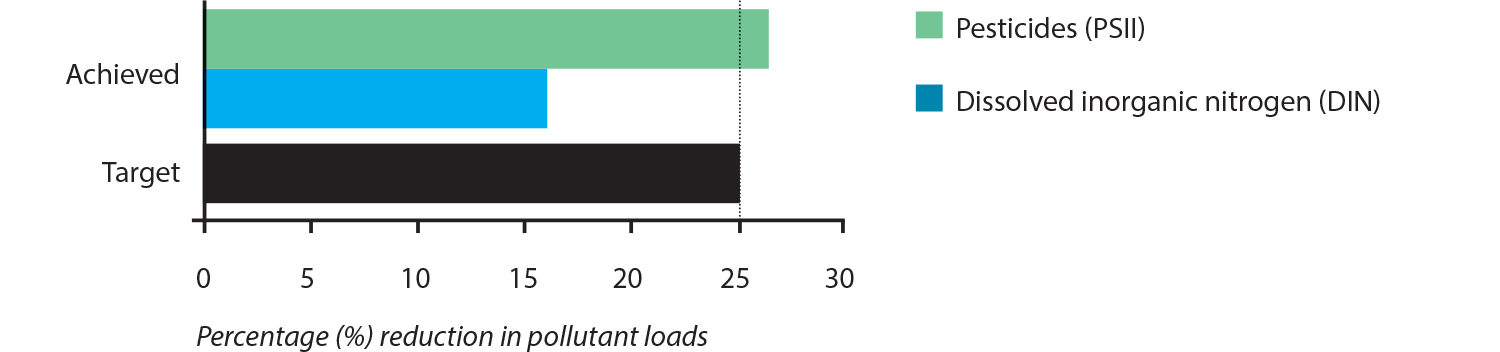 Pesticides (PSII)
Achieved
Dissolved inorganic nitrogen (DIN)
Target
0 5 10 15 20 25 30
Percentage (%) reduction in pollutant loads